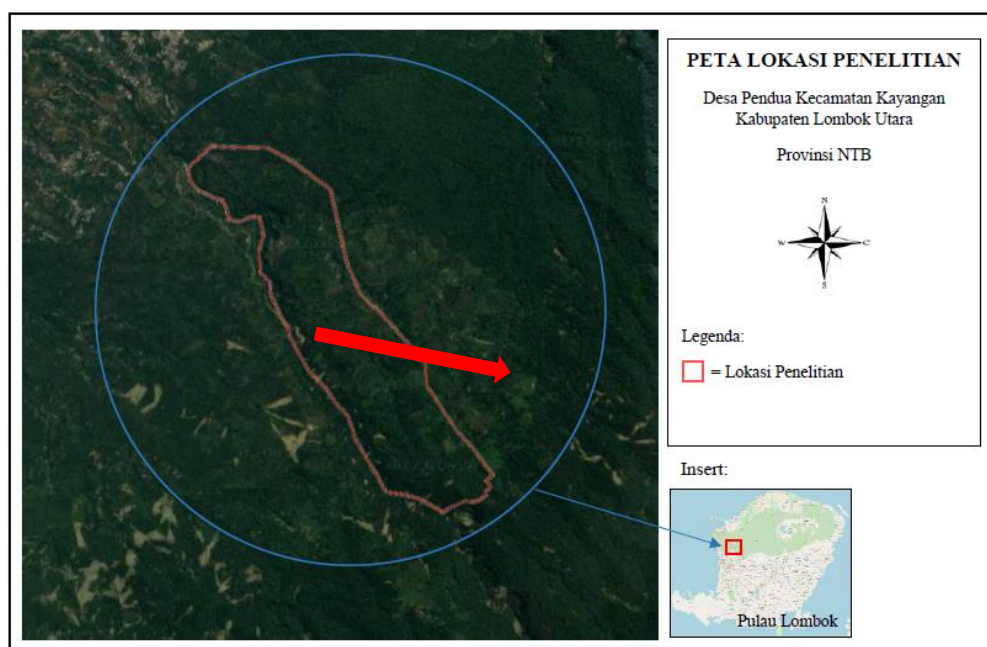 PETA LOKASI PENELITIAN
Desa Pendua Kecamatan Kayangan
Kabupaten Lombok Utara
Provinsi NTB
N
W C
S
Legenda:
= Lokasi Penelitian
Insert:
Pulau Lombok